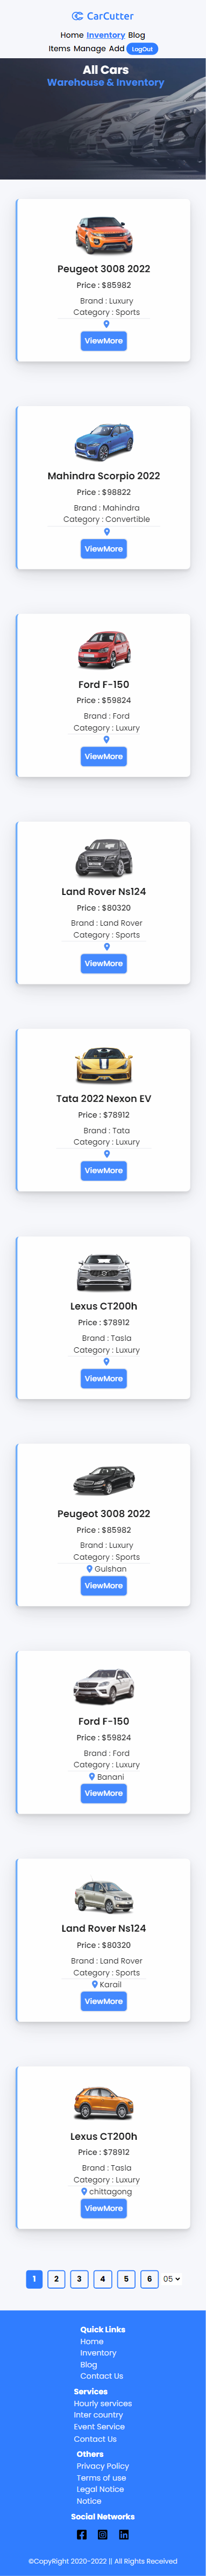 CarCutter
Home Inventory Blog
Items Manage Add LogOut
All Cars
Warehouse & Inventory
Peugeot 3008 2022
Price : $85982
Brand : Luxury
Category : Sports
ViewMore
Mahindra Scorpio 2022
Price : $98822
Brand : Mahindra
Category : Convertible
ViewMore
Ford F-150
Price : $59824
Brand : Ford
Category : Luxury
ViewMore
Land Rover Ns124
Price : $80320
Brand : Land Rover
Category : Sports
ViewMore
Tata 2022 Nexon EV
Price : $78912
Brand : Tata
Category : Luxury
ViewMore
Lexus CT200h
Price : $78912
Brand : Tasla
Category : Luxury
ViewMore
Peugeot 3008 2022
Price : $85982
Brand : Luxury
Category : Sports
Gulshan
ViewMore
Ford F-150
Price : $59824
Brand : Ford
Category : Luxury
Banani
ViewMore
Land Rover Ns124
Price : $80320
Brand : Land Rover
Category : Sports
Karail
ViewMore
Lexus CT200h
Price : $78912
Brand : Tasla
Category : Luxury
chittagong
ViewMore
1 2 3 4 5 6 05
Quick Links
Home
Inventory
Blog
Contact Us
Services
Hourly services
Inter country
Event Service
Contact Us
Others
Privacy Policy
Terms of use
Legal Notice
Notice
Social Networks
©CopyRight 2020-2022 || All Rights Received